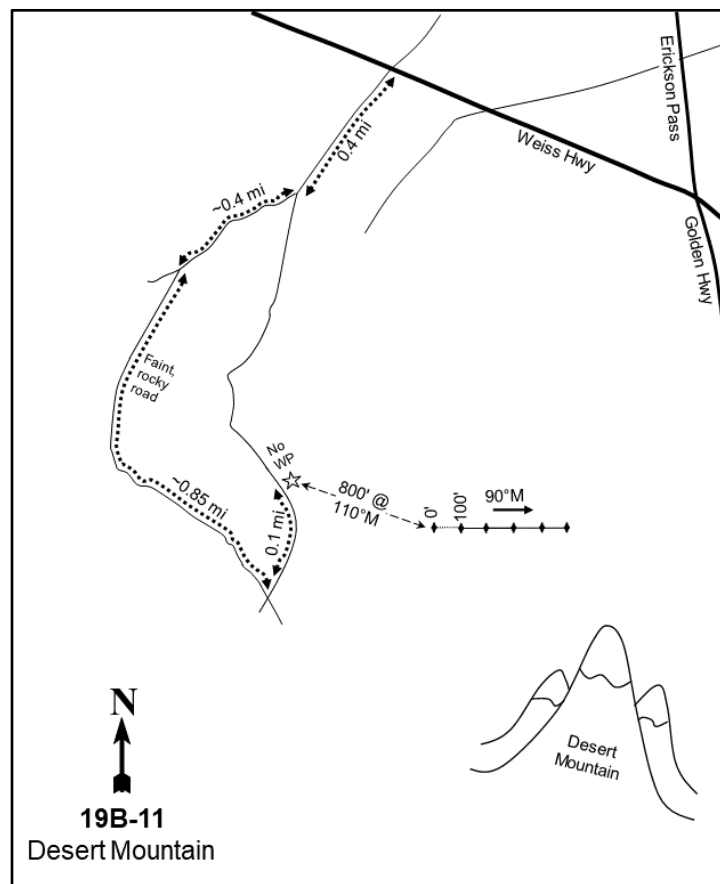 Erickson Pass
Weiss Hwy
Golden Hwy
0.4 mi
~0.4 mi
Faint,
rocky
road
No
WP
800' @
110°M
0'
100'
90°M
~0.85 mi
0.1 mi
N
19B-11
Desert Mountain
Desert
Mountain